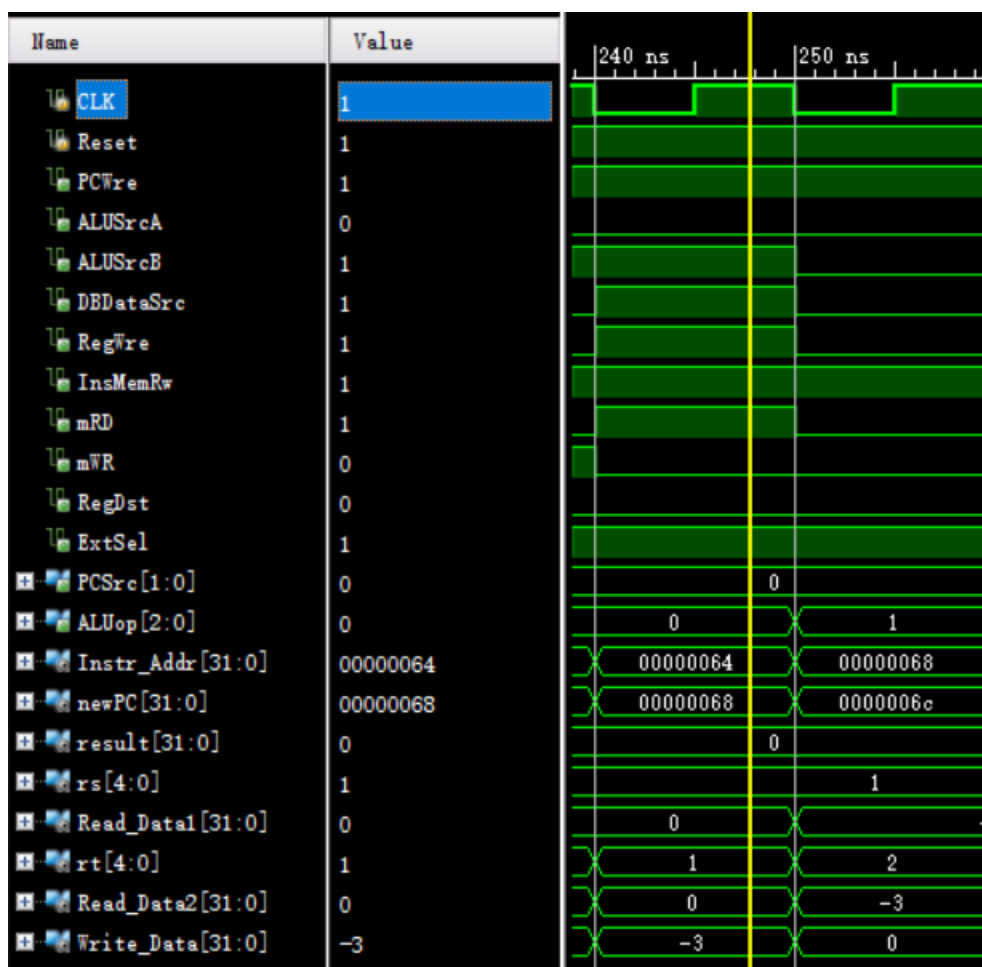 Name Value
240 ns 250 ns
CLK 1
Reset 1
PCWre 1
ALUSrcA 0
ALUSrcB 1
DBDataSrc 1
RegWre 1
InsMemRw 1
mRD 1
mWR 0
RegDst 0
ExtSel 1
PCSrc[1:0] 0 0
ALUop[2:0] 0 0 1
Instr_Addr[31:0] 00000064 00000064 00000068
newPC[31:0] 00000068 00000068 0000006c
result[31:0] 0 0
rs[4:0] 1 1
Read_Data1[31:0] 0 0
rt[4:0] 1 1 2
Read_Data2[31:0] 0 0 -3
Write_Data[31:0] -3 -3 0